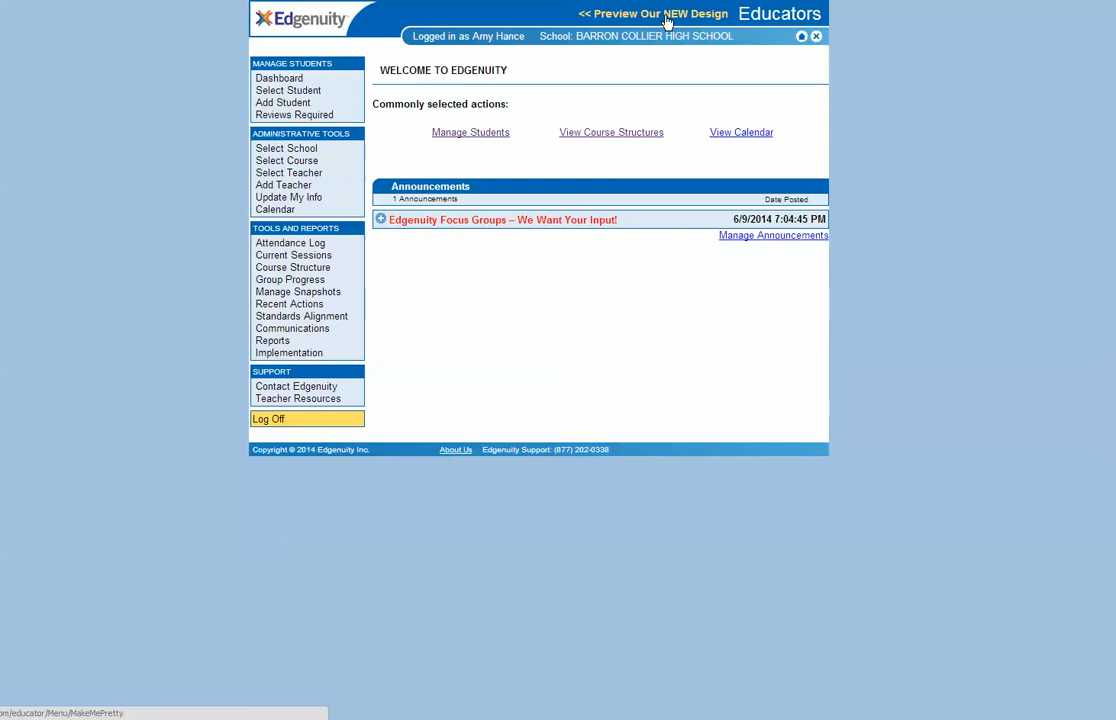 Edgenuity
<< Preview Our NEW Design Educators
Logged in as Amy Hance School: BARRON COLLIER HIGH SCHOOL
MANAGE STUDENTS
Dashboard
Select Student
Add Student
Reviews Required
ADMINISTRATIVE TOOLS
Select School
Select Course
Select Teacher
Add Teacher
Update My Info
Calendar
TOOLS AND REPORTS
Attendance Log
Current Sessions
Course Structure
Group Progress
Manage Snapshots
Recent Actions
Standards Alignment
Communications
Reports
Implementation
SUPPORT
Contact Edgenuity
Teacher Resources
Log Off
WELCOME TO EDGENUITY
Commonly selected actions:
Manage Students View Course Structures View Calendar
Announcements
1 Announcements Date Posted
Edgenuity Focus Groups – We Want Your Input! 6/9/2014 7:04:45 PM
Manage Announcements
Copyright © 2014 Edgenuity Inc. About Us Edgenuity Support: (877) 202-0338
om/educator/Menu/MakeMePretty